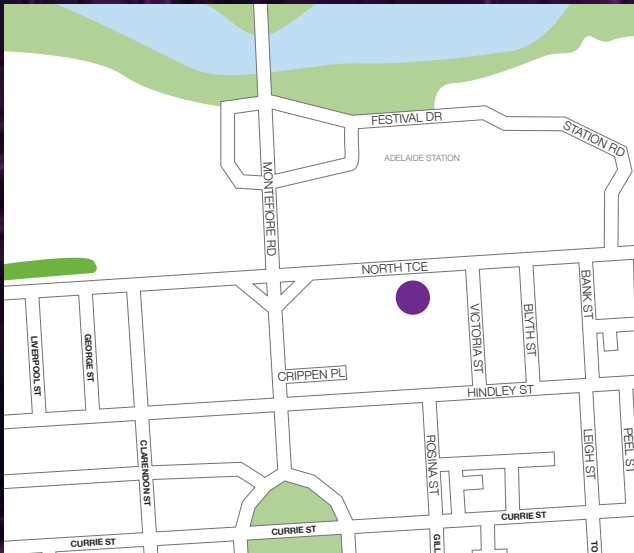 FESTIVAL DR
STATION RD
ADELAIDE STATION
MONTEFIORE RD
NORTH TCE
LIVERPOOL ST
GEORGE ST
VICTORIA ST
BLYTH ST
BANK ST
CRIPPEN PL
HINDLEY ST
CLARENDON ST
ROSINA ST
LEIGH ST
PEEL ST
CURRIE ST
CURRIE ST
CURRIE ST
GILL
TO